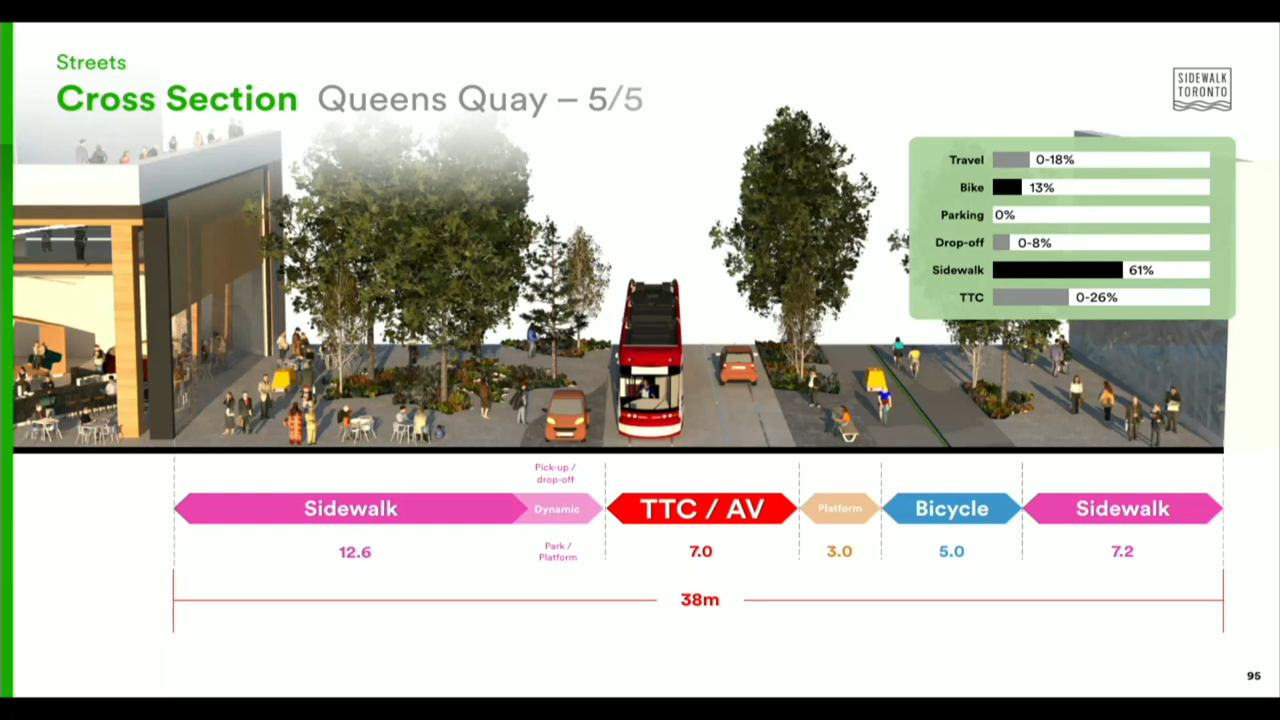 Streets
Cross Section Queens Quay – 5/5
SIDEWALK
TORONTO
Travel 0-18%
Bike 13%
Parking 0%
Drop-off 0-8%
Sidewalk 61%
TTC 0-26%
Pick-up /
drop-off
Sidewalk Dynamic TTC / AV Platform Bicycle Sidewalk
12.6 Park / 7.0 3.0 5.0 7.2
Platform
38m
95